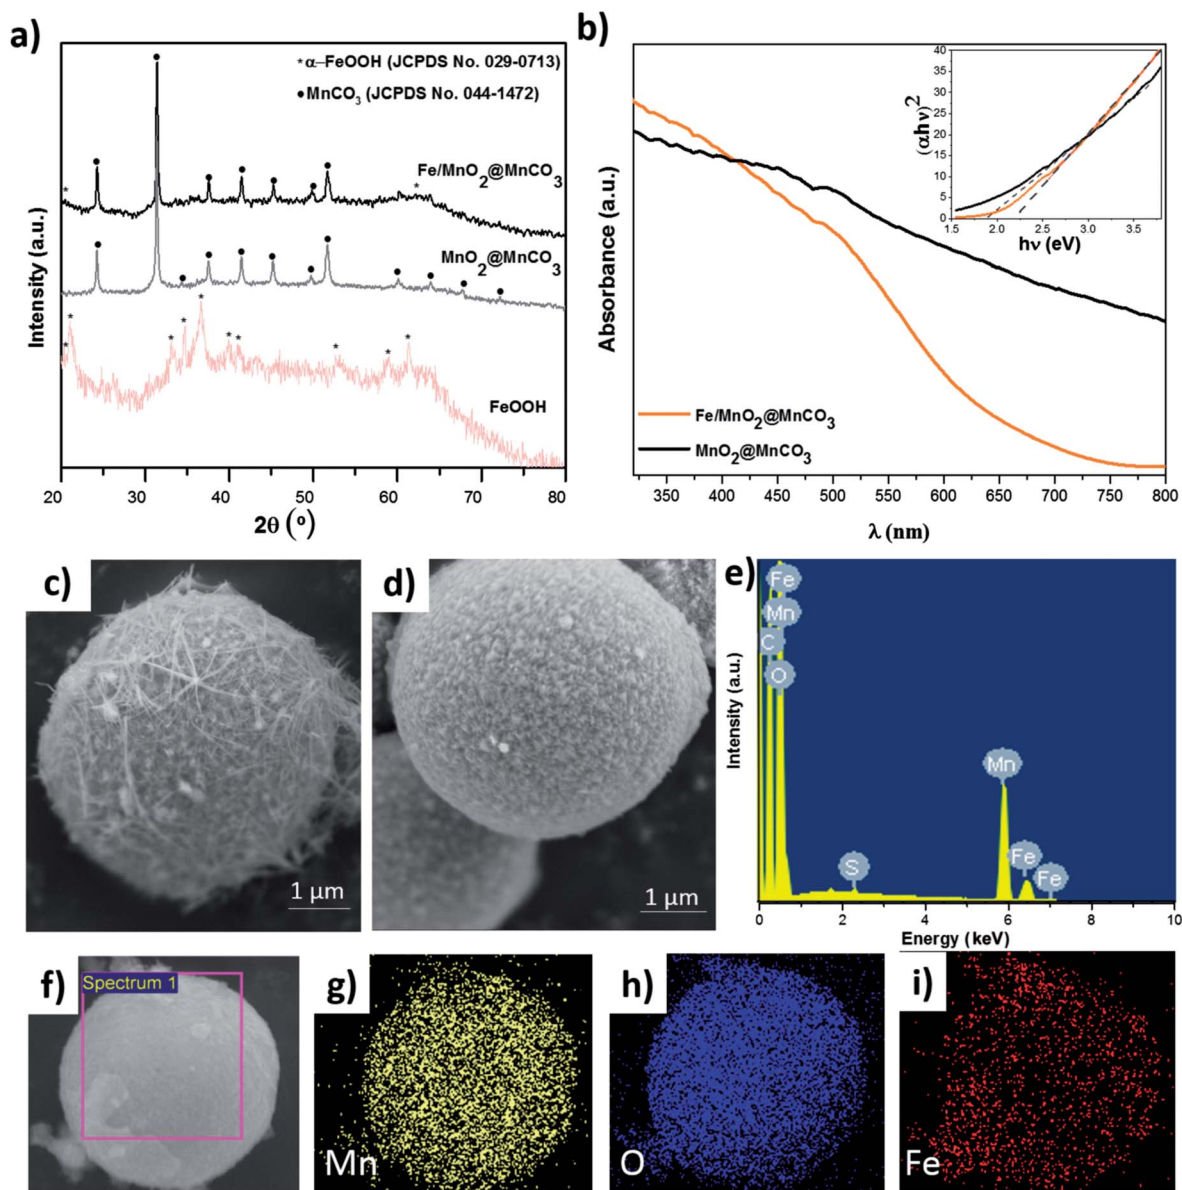 a)
* α–FeOOH (JCPDS No. 029-0713)
● MnCO3 (JCPDS No. 044-1472)
Fe/MnO2@MnCO3
MnO2@MnCO3
FeOOH
Intensity (a.u.)
20 30 40 50 60 70 80
2θ (°)
b)
Absorbance (a.u.)
(αhν)^2
40
35
30
25
20
15
10
5
0
1.5 2.0 2.5 3.0 3.5
hν (eV)
Fe/MnO2@MnCO3
MnO2@MnCO3
350 400 450 500 550 600 650 700 750 800
λ (nm)
c)
1 μm
d)
1 μm
e)
Intensity (a.u.)
Fe
Mn
C
O
S
Mn
Fe
Fe
0 2 4 6 8 10
Energy (keV)
f)
Spectrum 1
g)
Mn
h)
O
i)
Fe